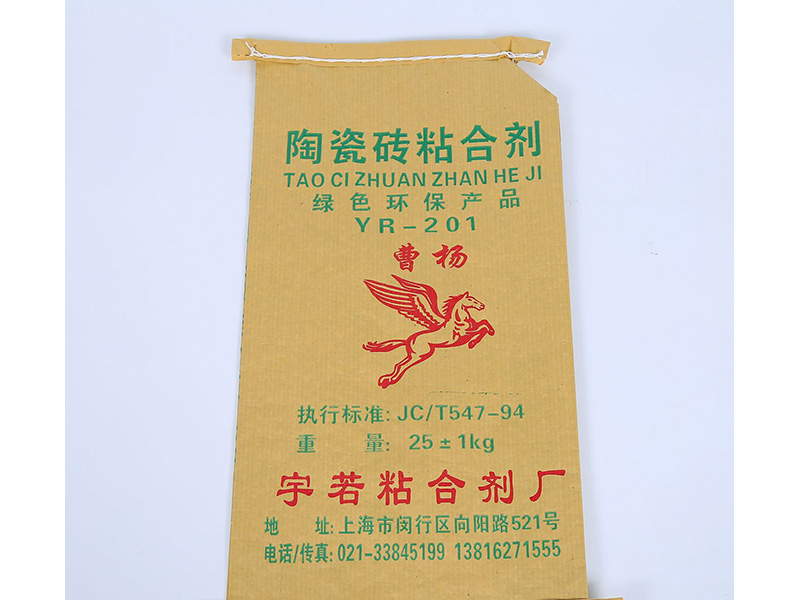 陶瓷砖粘合剂
TAO CI ZHUAN ZHAN HE JI
绿色环保产品
YR-201
曹杨
执行标准: JC/T547-94
重 量: 25±1kg
宇若粘合剂厂
地 址: 上海市闵行区向阳路521号
电话/传真: 021-33845199 13816271555